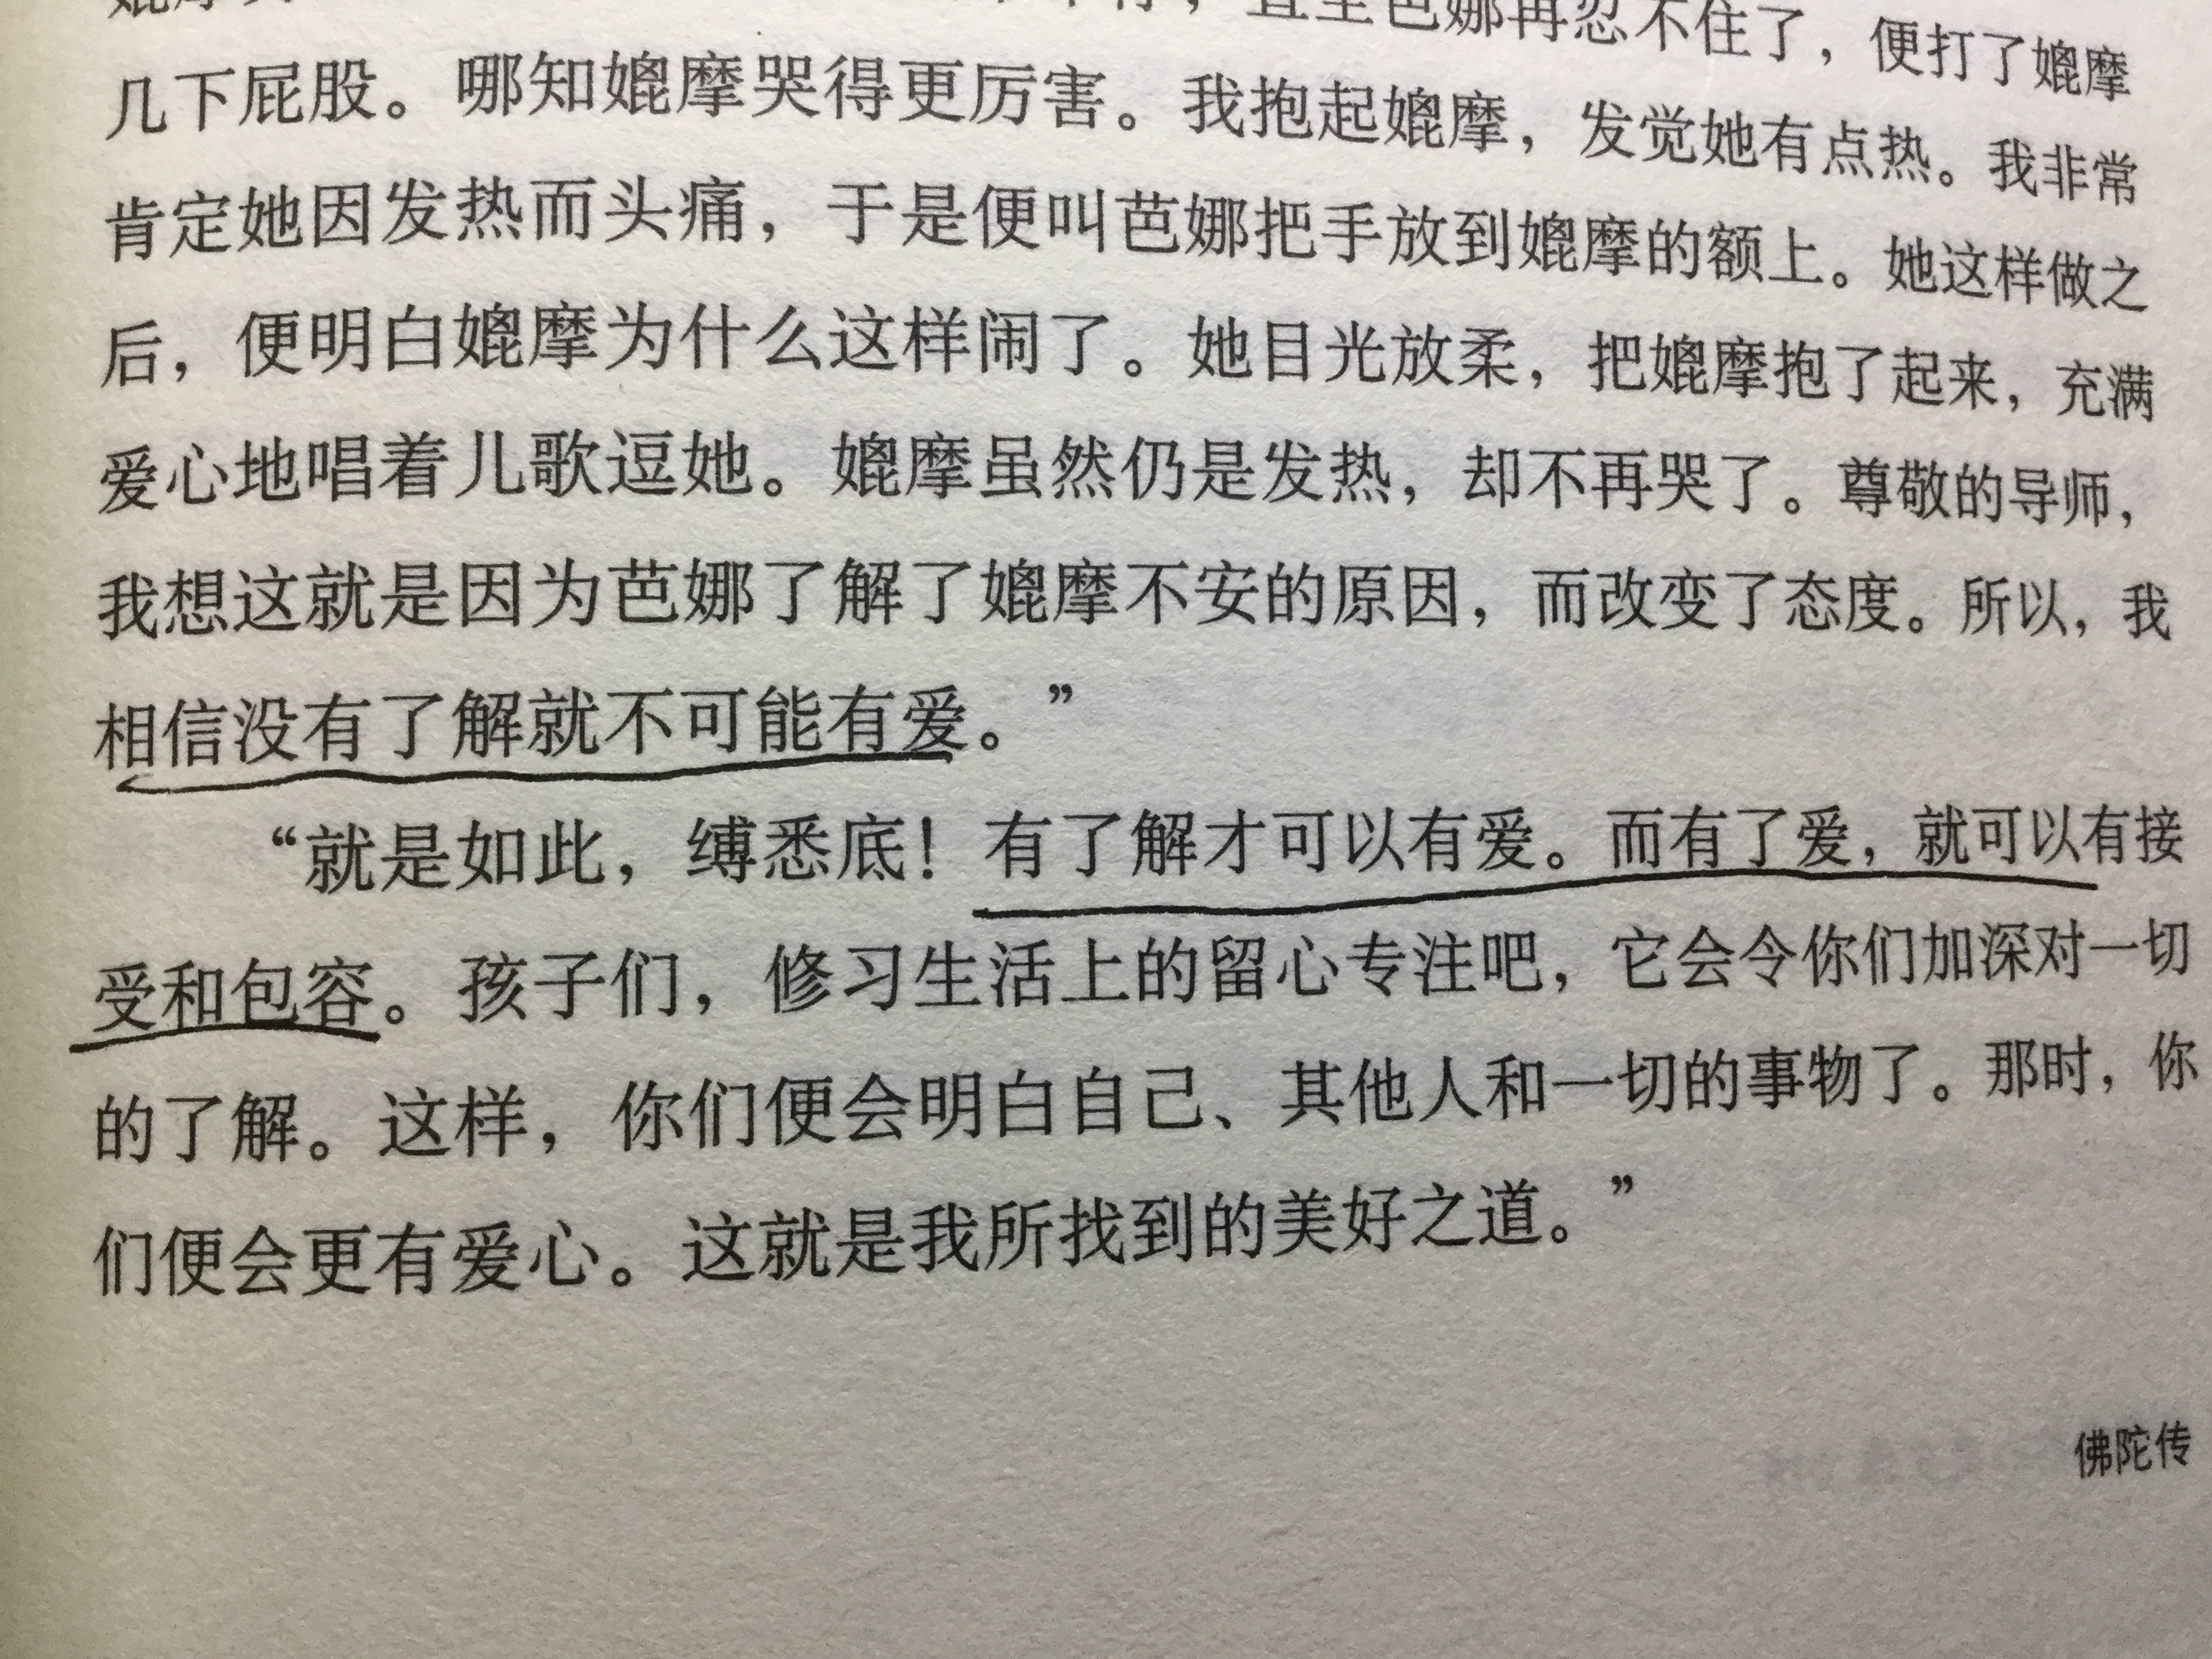 直至芭娜再忍不住了，便打了媲摩
几下屁股。哪知媲摩哭得更厉害。我抱起媲摩，发觉她有点热。我非常
肯定她因发热而头痛，于是便叫芭娜把手放到媲摩的额上。她这样做之
后，便明白媲摩为什么这样闹了。她目光放柔，把媲摩抱了起来，充满
爱心地唱着儿歌逗她。媲摩虽然仍是发热，却不再哭了。尊敬的导师，
我想这就是因为芭娜了解了媲摩不安的原因，而改变了态度。所以，我
相信没有了解就不可能有爱。”
“就是如此，缚悉底！有了解才可以有爱。而有了爱，就可以有接
受和包容。孩子们，修习生活上的留心专注吧，它会令你们加深对一切
的了解。这样，你们便会明白自己、其他人和一切的事物了。那时，你
们便会更有爱心。这就是我所找到的美好之道。”
佛陀传